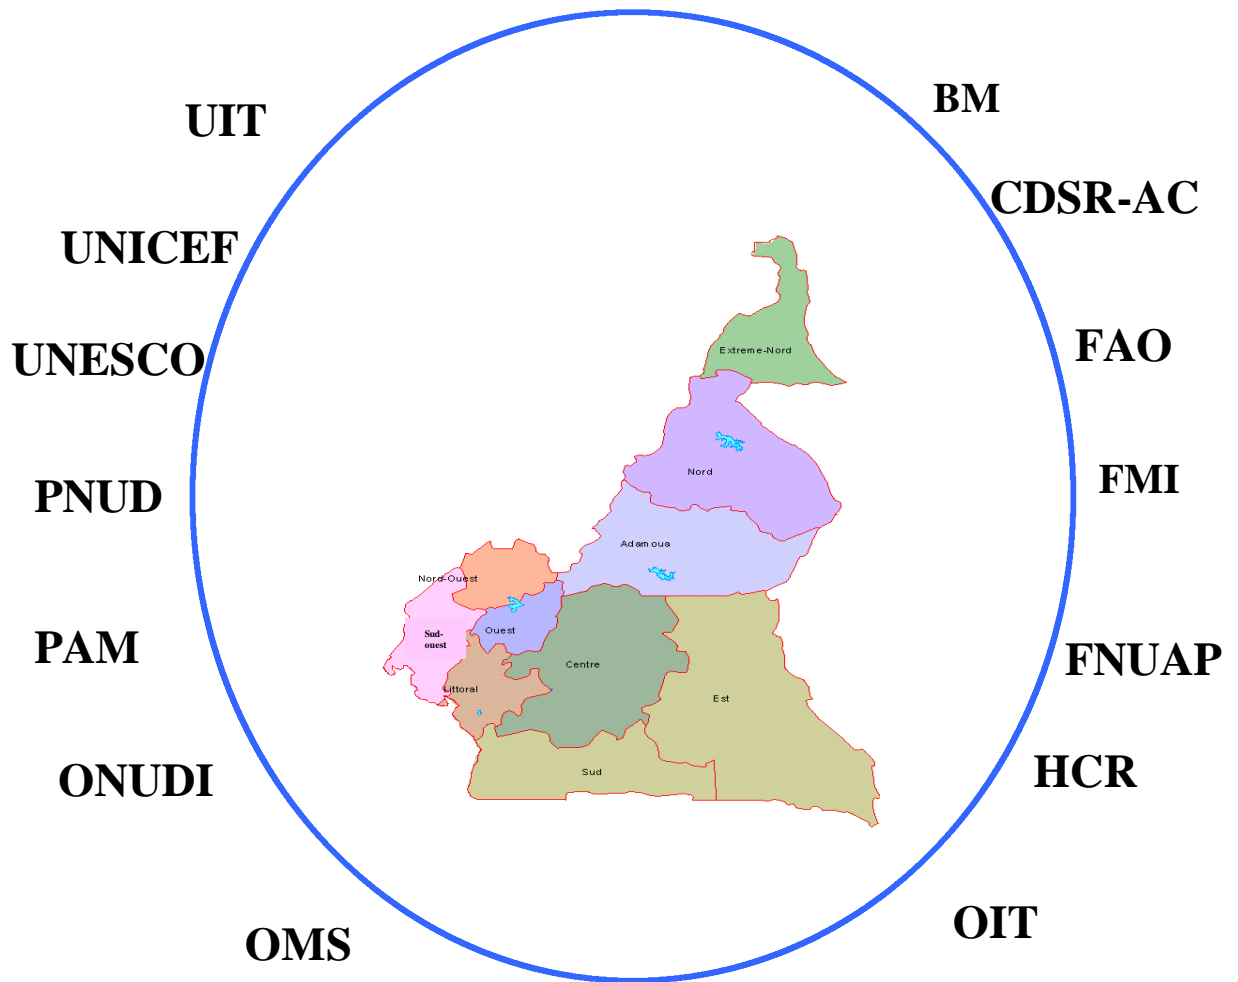 BM
UIT
CDSR-AC
UNICEF
FAO
Extreme-Nord
UNESCO
Nord
FMI
PNUD
Adamoua
Nord-Ouest
Ouest
Sud-
ouest
PAM
Centre
FNUAP
Littoral
Est
Sud
HCR
ONUDI
OIT
OMS